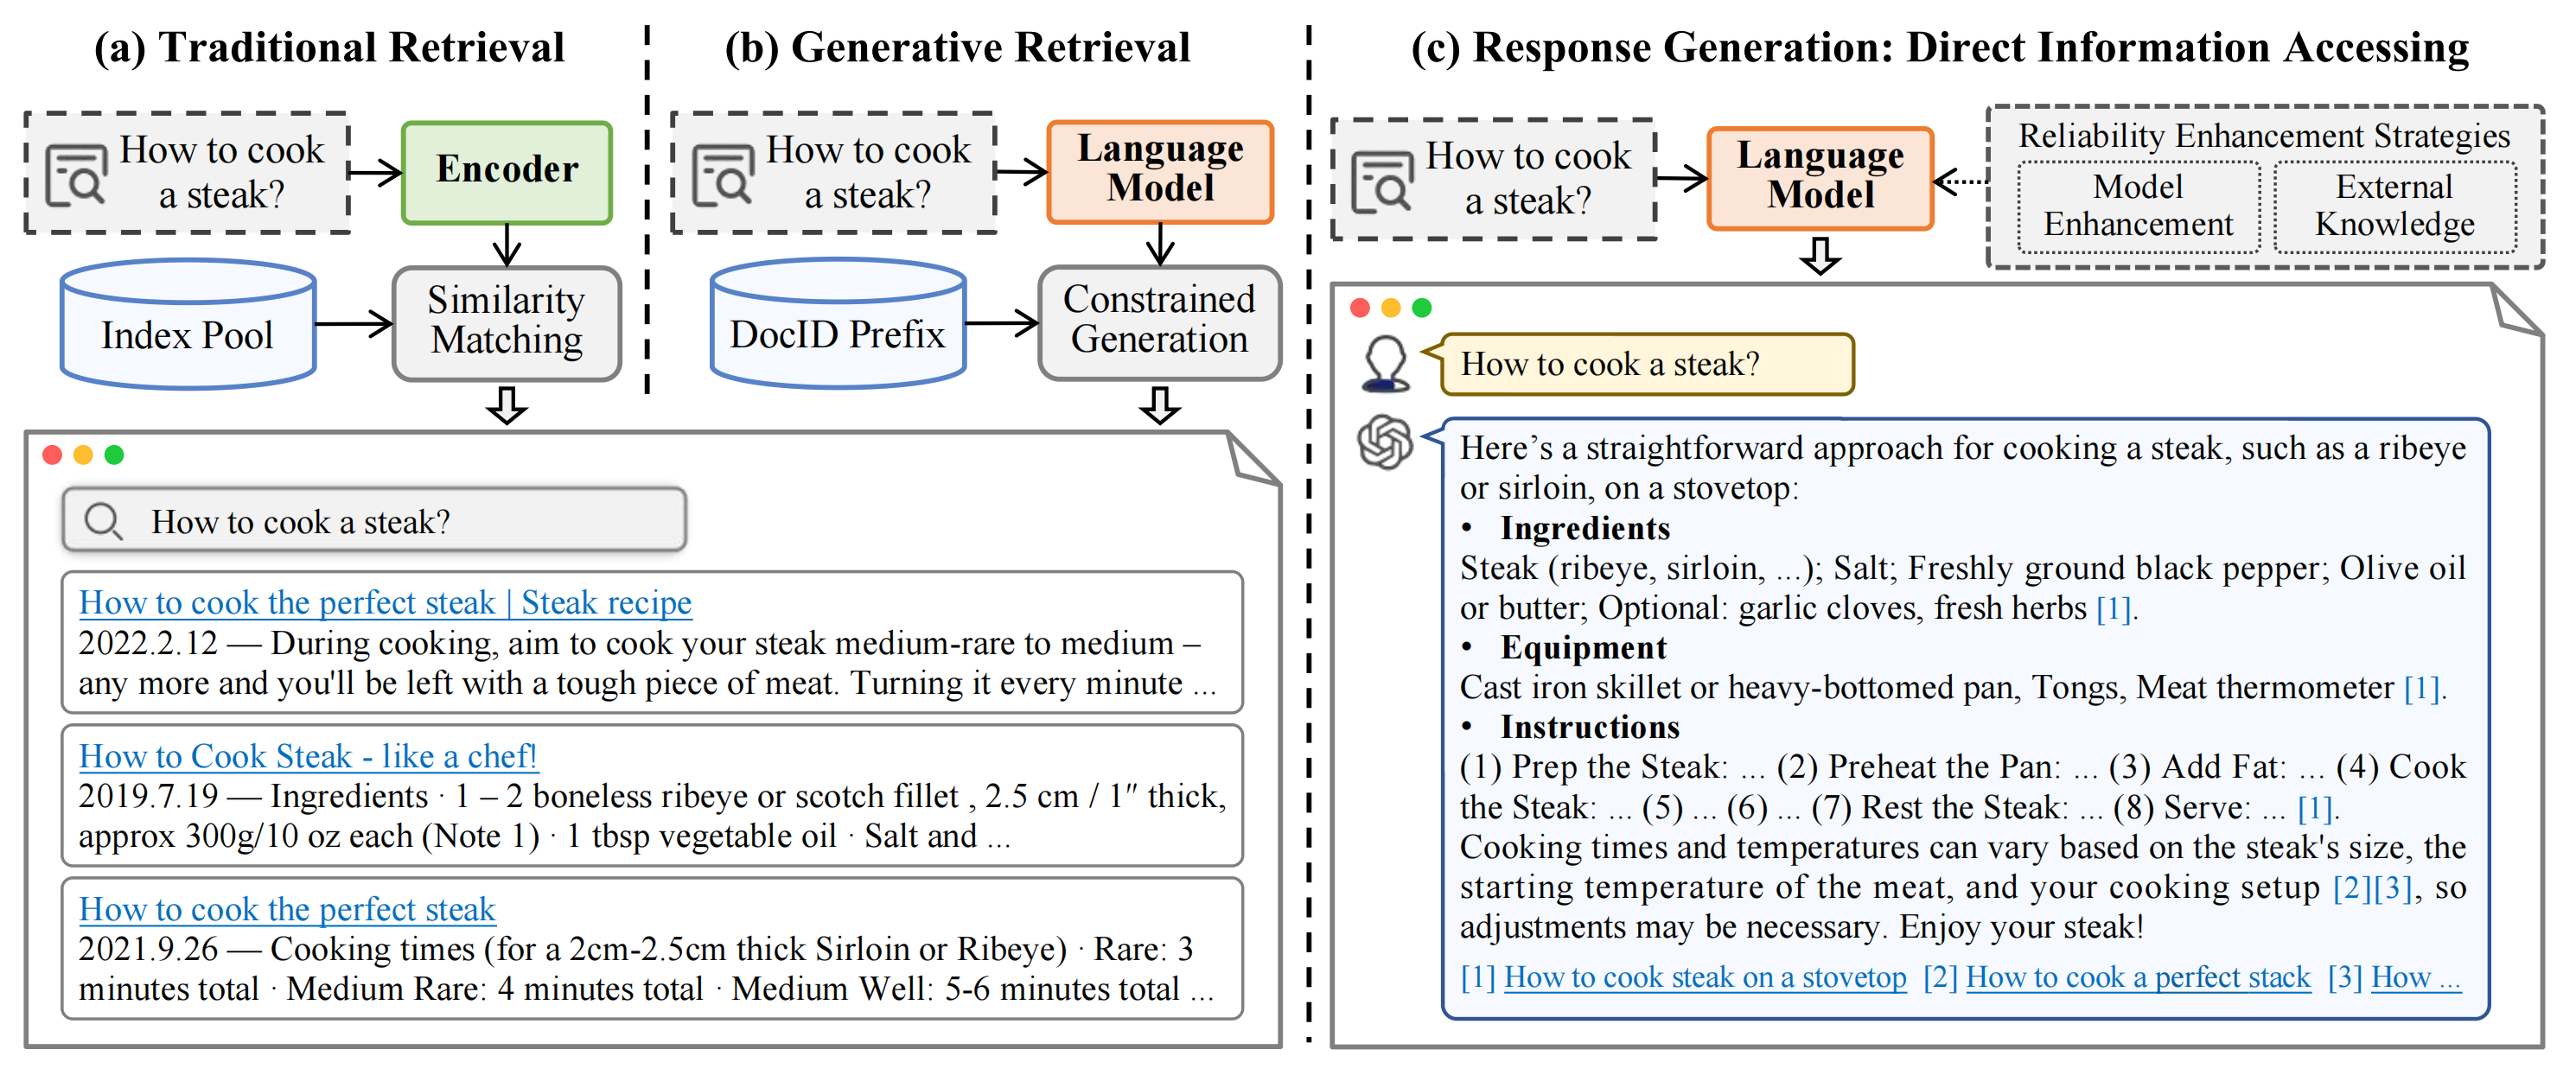 (a) Traditional Retrieval
How to cook
a steak?
Encoder
Index Pool
Similarity
Matching
(b) Generative Retrieval
How to cook
a steak?
Language
Model
DocID Prefix
Constrained
Generation
How to cook a steak?
How to cook the perfect steak | Steak recipe
2022.2.12 — During cooking, aim to cook your steak medium-rare to medium –
any more and you'll be left with a tough piece of meat. Turning it every minute ...
How to Cook Steak - like a chef!
2019.7.19 — Ingredients · 1 – 2 boneless ribeye or scotch fillet , 2.5 cm / 1″ thick,
approx 300g/10 oz each (Note 1) · 1 tbsp vegetable oil · Salt and ...
How to cook the perfect steak
2021.9.26 — Cooking times (for a 2cm-2.5cm thick Sirloin or Ribeye) · Rare: 3
minutes total · Medium Rare: 4 minutes total · Medium Well: 5-6 minutes total ...
(c) Response Generation: Direct Information Accessing
How to cook
a steak?
Language
Model
Reliability Enhancement Strategies
Model
Enhancement
External
Knowledge
How to cook a steak?
Here’s a straightforward approach for cooking a steak, such as a ribeye
or sirloin, on a stovetop:
• Ingredients
Steak (ribeye, sirloin, ...); Salt; Freshly ground black pepper; Olive oil
or butter; Optional: garlic cloves, fresh herbs [1].
• Equipment
Cast iron skillet or heavy-bottomed pan, Tongs, Meat thermometer [1].
• Instructions
(1) Prep the Steak: ... (2) Preheat the Pan: ... (3) Add Fat: ... (4) Cook
the Steak: ... (5) ... (6) ... (7) Rest the Steak: ... (8) Serve: ... [1].
Cooking times and temperatures can vary based on the steak's size, the
starting temperature of the meat, and your cooking setup [2][3], so
adjustments may be necessary. Enjoy your steak!
[1] How to cook steak on a stovetop [2] How to cook a perfect stack [3] How ...